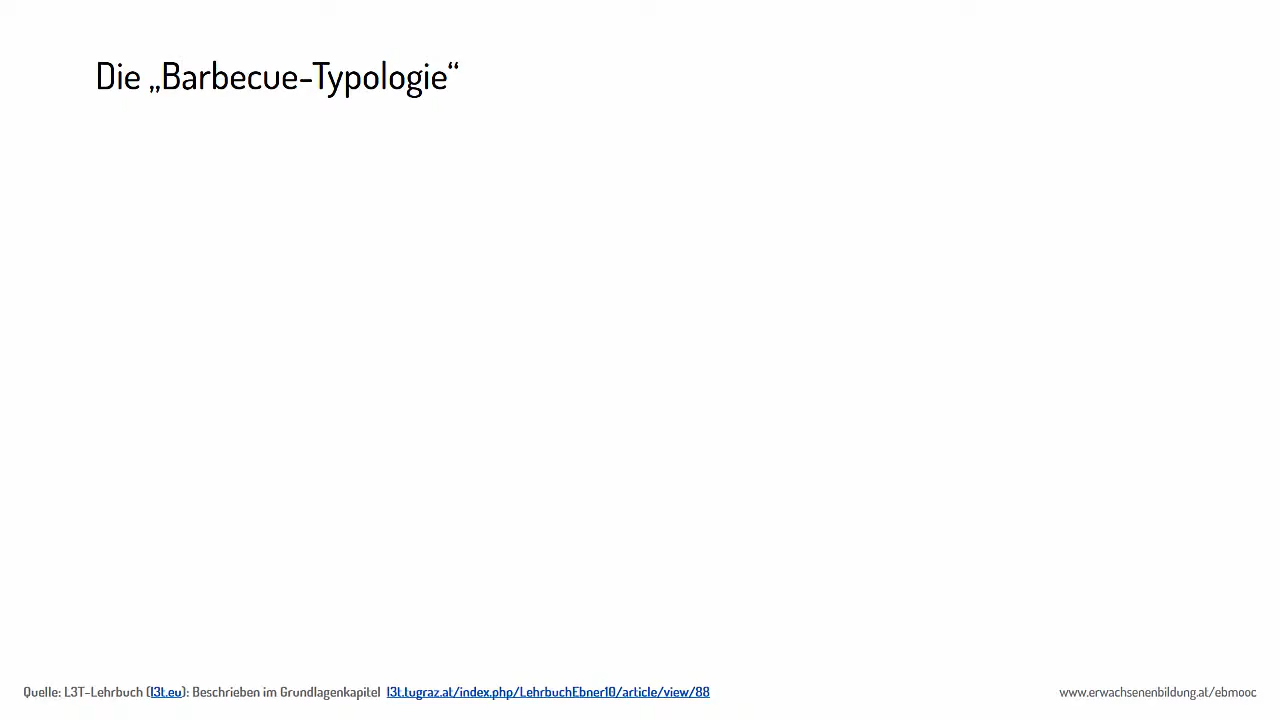 Die „Barbecue-Typologie“
Quelle: L3T-Lehrbuch (l3t.eu): Beschrieben im Grundlagenkapitel l3t.tugraz.at/index.php/LehrbuchEbner10/article/view/88
www.erwachsenenbildung.at/ebmooc